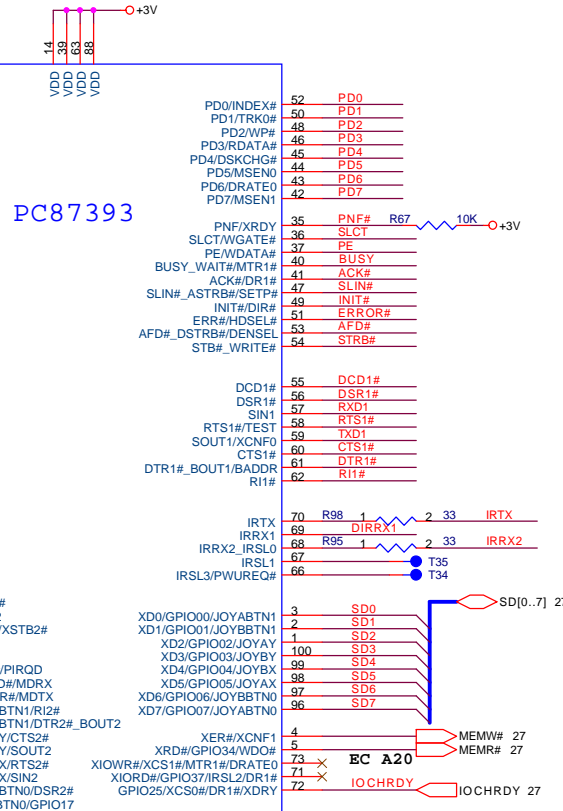 +3V
14 39 63 88
VDD VDD VDD VDD
PC87393
PD0/INDEX# 52 PD0
PD1/TRK0# 50 PD1
PD2/WP# 48 PD2
PD3/RDATA# 46 PD3
PD4/DSKCHG# 45 PD4
PD5/MSEN0 44 PD5
PD6/DRATE0 43 PD6
PD7/MSEN1 42 PD7
PNF/XRDY 35 PNF# R67 10K +3V
SLCT/WGATE# 36 SLCT
PE/WDATA# 37 PE
BUSY_WAIT#/MTR1# 40 BUSY
ACK#/DR1# 41 ACK#
SLIN#_ASTRB#/SETP# 47 SLIN#
INIT#/DIR# 49 INIT#
ERR#/HDSEL# 51 ERROR#
AFD#_DSTRB#/DENSEL 53 AFD#
STB#_WRITE# 54 STRB#
DCD1# 55 DCD1#
DSR1# 56 DSR1#
SIN1 57 RXD1
RTS1#/TEST 58 RTS1#
SOUT1/XCNF0 59 TXD1
CTS1# 60 CTS1#
DTR1#_BOUT1/BADDR 61 DTR1#
RI1# 62 RI1#
IRTX 70 R98 1 2 33 IRTX
IRRX1 69 DIRRX1
IRRX2_IRSL0 68 R95 1 2 33 IRRX2
IRSL1 67 T35
IRSL3/PWUREQ# 66 T34
# SD[0..7] 27
XD0/GPIO00/JOYABTN1 3 SD0
/XSTB2# XD1/GPIO01/JOYBBTN1 2 SD1
XD2/GPIO02/JOYAY 1 SD2
XD3/GPIO03/JOYBY 100 SD3
/PIRQD XD4/GPIO04/JOYBX 99 SD4
D#/MDRX XD5/GPIO05/JOYAX 98 SD5
R#/MDTX XD6/GPIO06/JOYBBTN0 97 SD6
BTN1/RI2# XD7/GPIO07/JOYABTN0 96 SD7
BTN1/DTR2#_BOUT2
Y/CTS2# XER#/XCNF1 4 MEMW# 27
Y/SOUT2 XRD#/GPIO34/WDO# 5 MEMR# 27
X/RTS2# XIOWR#/XCS1#/MTR1#/DRATE0 73 EC A20
X/SIN2 XIORD#/GPIO37/IRSL2/DR1# 71
BTN0/DSR2# GPIO25/XCS0#/DR1#/XDRY 72 IOCHRDY IOCHRDY 27
BTN0/GPIO17